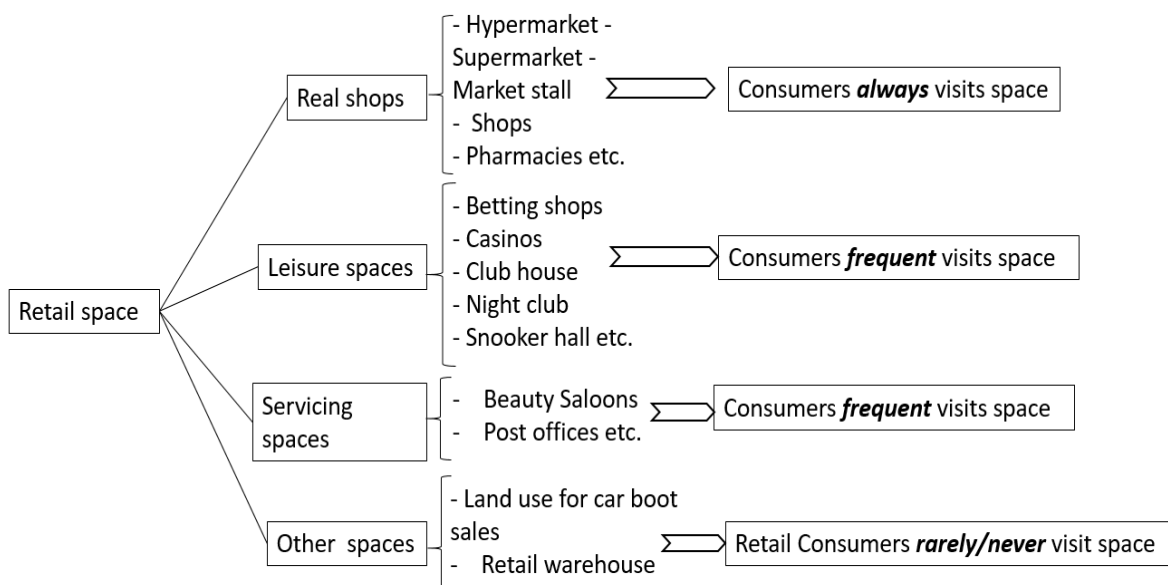 Retail space
Real shops
- Hypermarket -
Supermarket -
Market stall
- Shops
- Pharmacies etc.
Consumers always visits space
Leisure spaces
- Betting shops
- Casinos
- Club house
- Night club
- Snooker hall etc.
Consumers frequent visits space
Servicing
spaces
- Beauty Saloons
- Post offices etc.
Consumers frequent visits space
Other spaces
- Land use for car boot
sales
- Retail warehouse
Retail Consumers rarely/never visit space